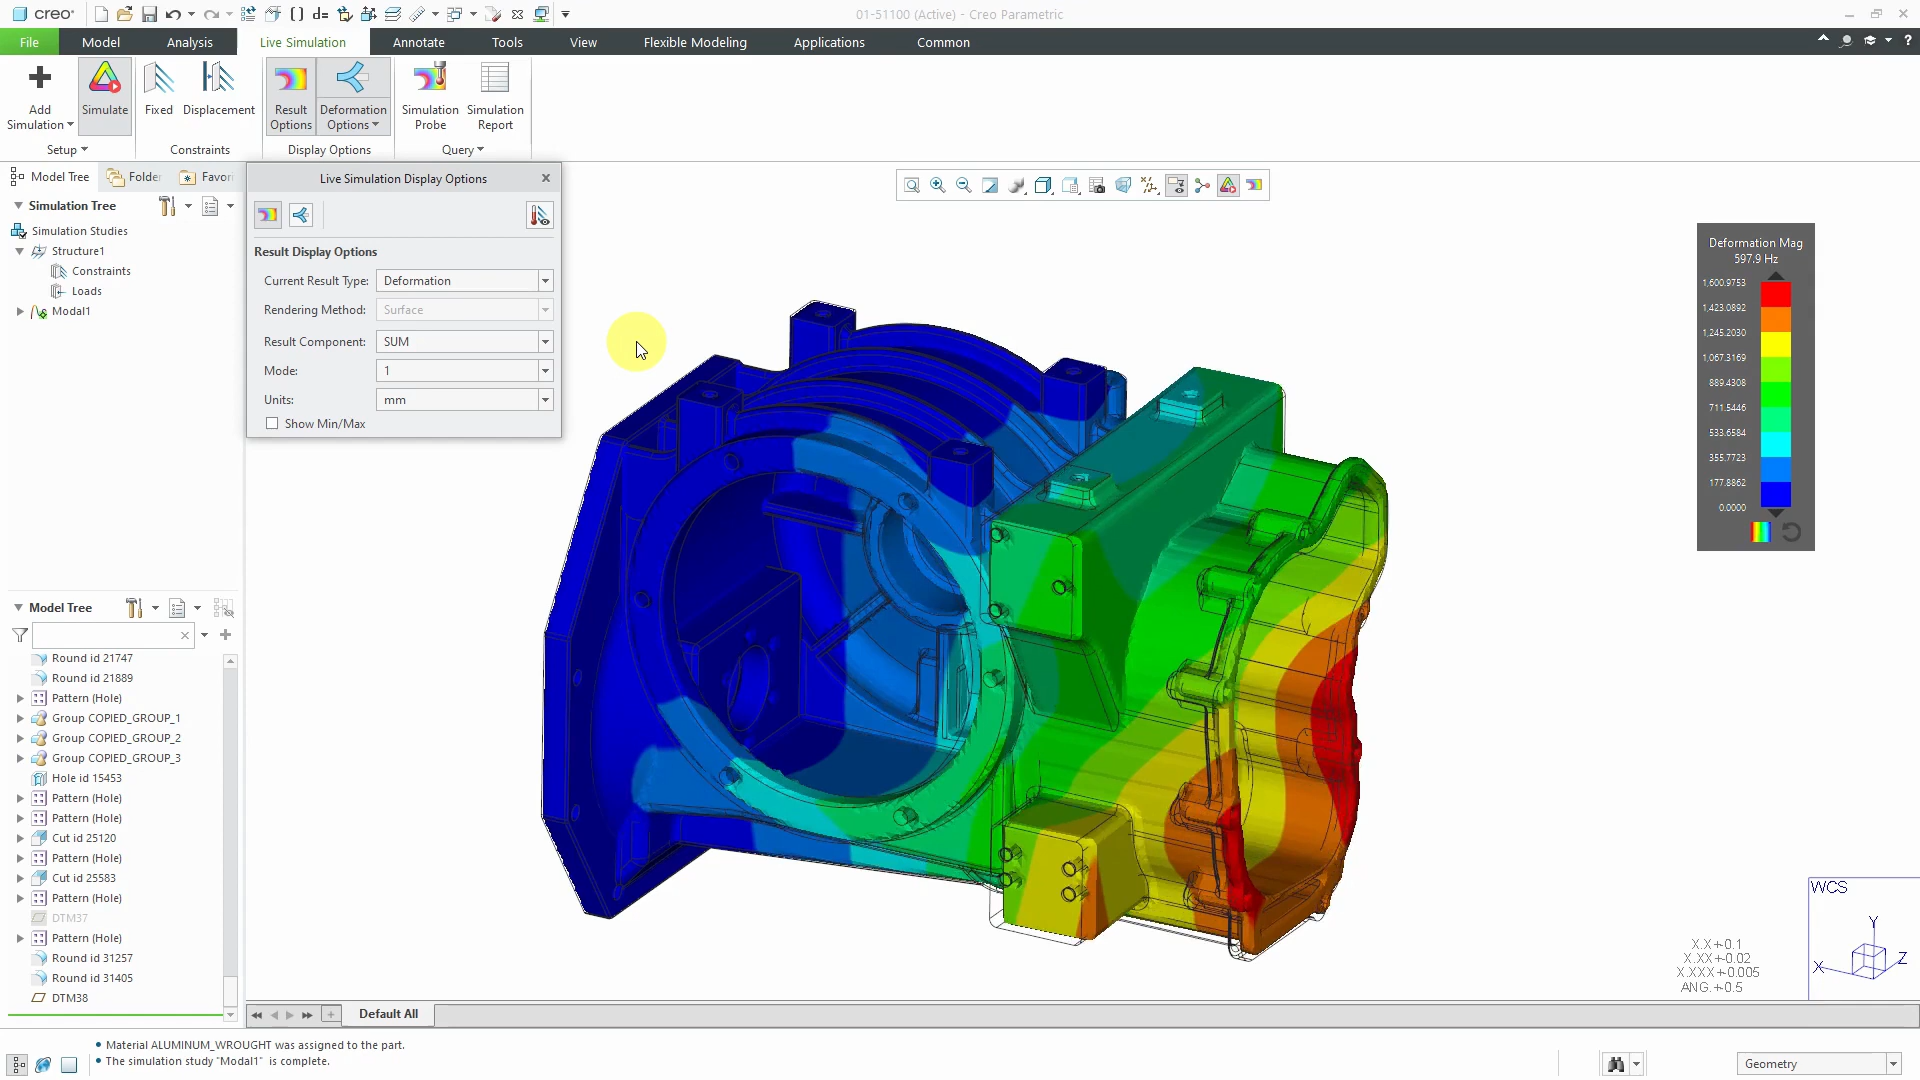 creo
d=
01-51100 (Active) - Creo Parametric
File
Model
Analysis
Live Simulation
Annotate
Tools
View
Flexible Modeling
Applications
Common
Add Simulation
Simulate
Fixed
Displacement
Result Options
Deformation Options
Simulation Probe
Simulation Report
Setup
Constraints
Display Options
Query
Model Tree
Folder
Favori
Simulation Tree
Simulation Studies
Structure1
Constraints
Loads
Modal1
Live Simulation Display Options
Result Display Options
Current Result Type: Deformation
Rendering Method: Surface
Result Component: SUM
Mode: 1
Units: mm
Show Min/Max
Deformation Mag
597.9 Hz
1,600.9753
1,423.0892
1,245.2030
1,067.3169
889.4308
711.5446
533.6584
355.7723
177.8862
0.0000
Model Tree
Round id 21747
Round id 21889
Pattern (Hole)
Group COPIED_GROUP_1
Group COPIED_GROUP_2
Group COPIED_GROUP_3
Hole id 15453
Pattern (Hole)
Pattern (Hole)
Cut id 25120
Pattern (Hole)
Cut id 25583
Pattern (Hole)
DTM37
Pattern (Hole)
Round id 31257
Round id 31405
DTM38
WCS
Y
X
Z
X.X+-0.1
X.XX+-0.02
X.XXX+-0.005
ANG.+-0.5
Default All
Material ALUMINUM_WROUGHT was assigned to the part.
The simulation study "Modal1" is complete.
Geometry